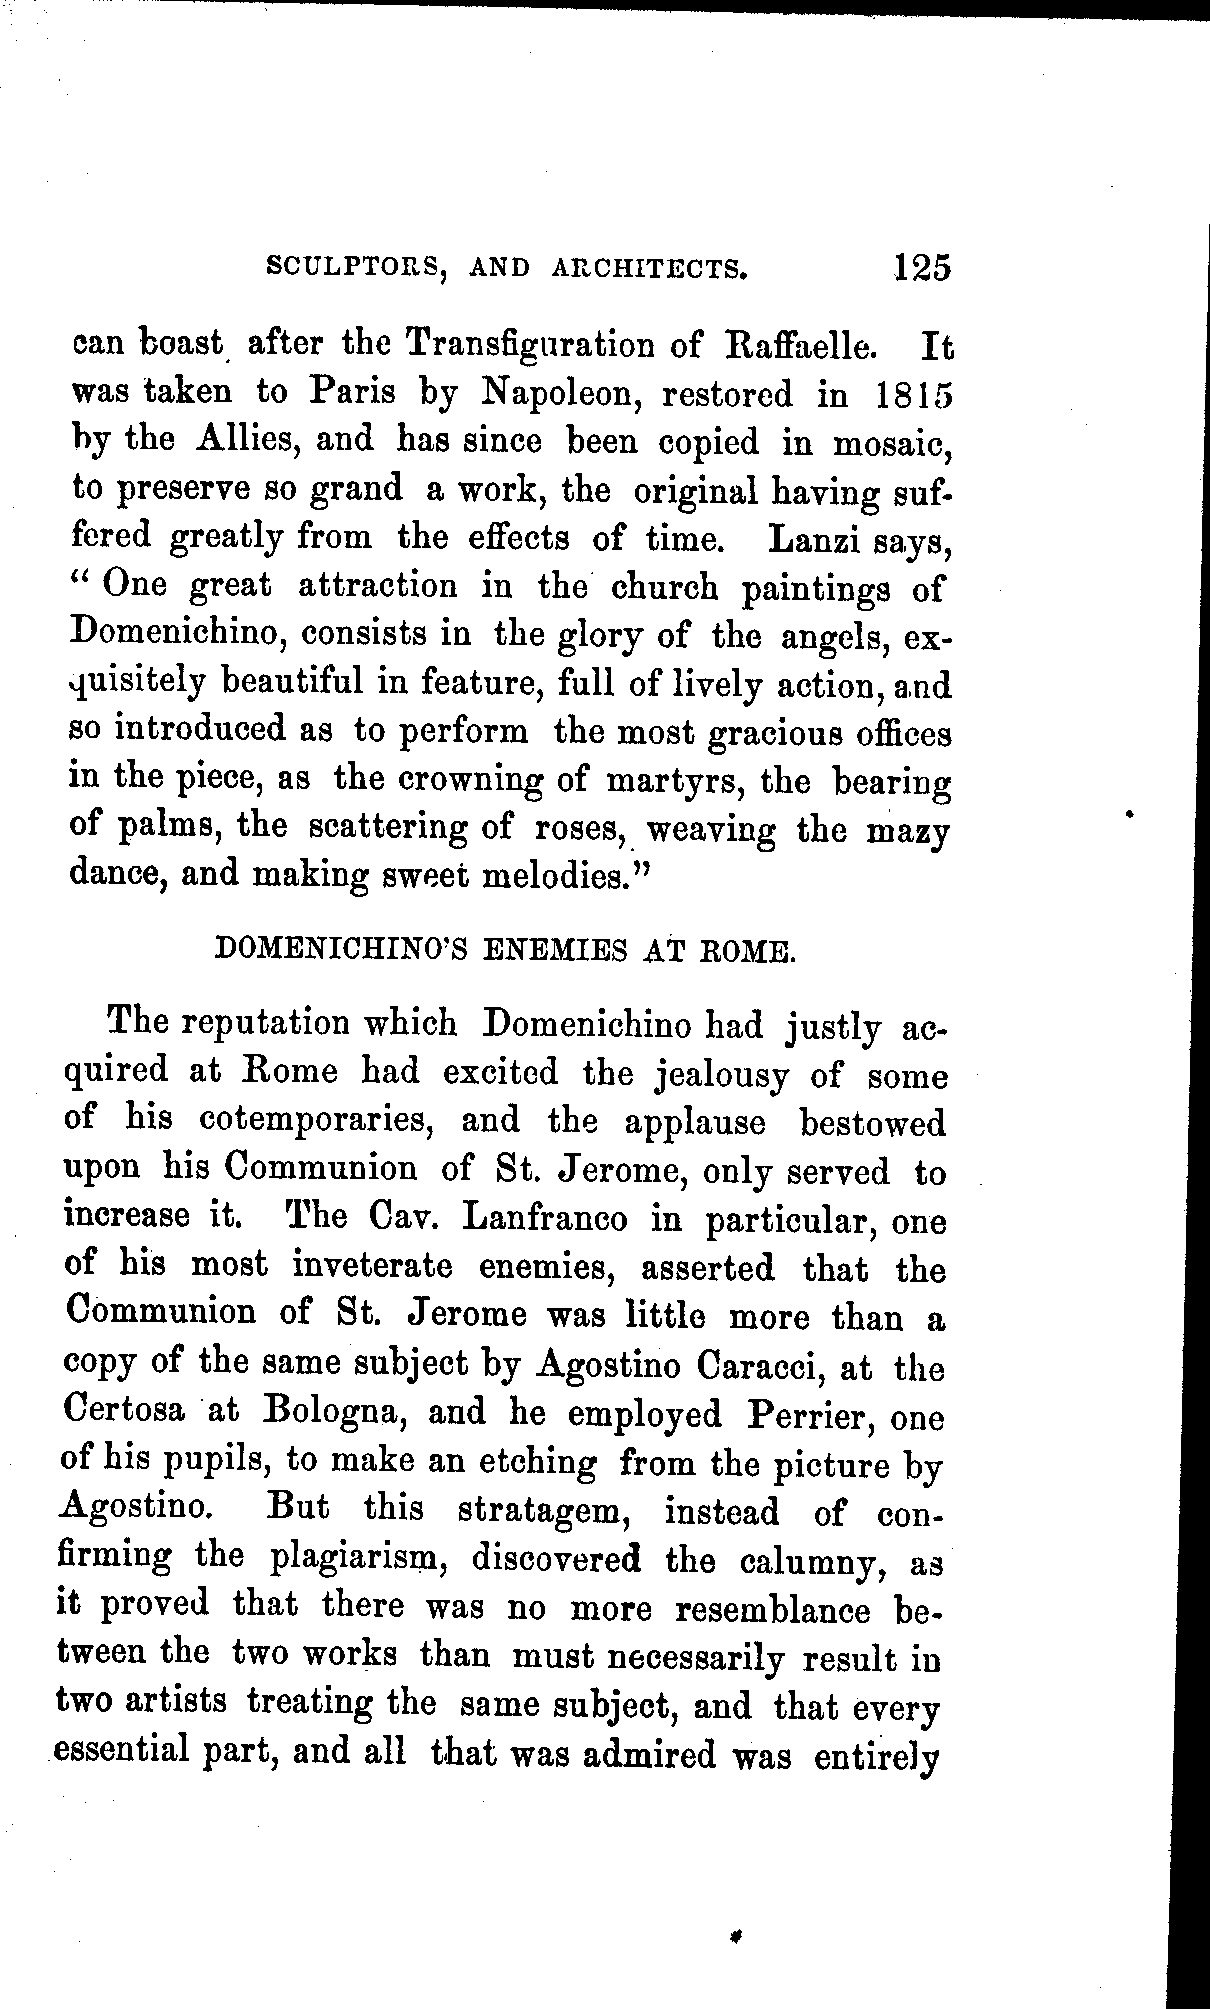 SCULPTORS, AND ARCHITECTS. 125
can boast after the Transfiguration of Raffaelle. It
was taken to Paris by Napoleon, restored in 1815
by the Allies, and has since been copied in mosaic,
to preserve so grand a work, the original having suf-
fered greatly from the effects of time. Lanzi says,
" One great attraction in the church paintings of
Domenichino, consists in the glory of the angels, ex-
quisitely beautiful in feature, full of lively action, and
so introduced as to perform the most gracious offices
in the piece, as the crowning of martyrs, the bearing
of palms, the scattering of roses, weaving the mazy
dance, and making sweet melodies."
DOMENICHINO'S ENEMIES AT ROME.
The reputation which Domenichino had justly ac-
quired at Rome had excited the jealousy of some
of his cotemporaries, and the applause bestowed
upon his Communion of St. Jerome, only served to
increase it. The Cav. Lanfranco in particular, one
of his most inveterate enemies, asserted that the
Communion of St. Jerome was little more than a
copy of the same subject by Agostino Caracci, at the
Certosa at Bologna, and he employed Perrier, one
of his pupils, to make an etching from the picture by
Agostino. But this stratagem, instead of con-
firming the plagiarism, discovered the calumny, as
it proved that there was no more resemblance be-
tween the two works than must necessarily result in
two artists treating the same subject, and that every
essential part, and all that was admired was entirely